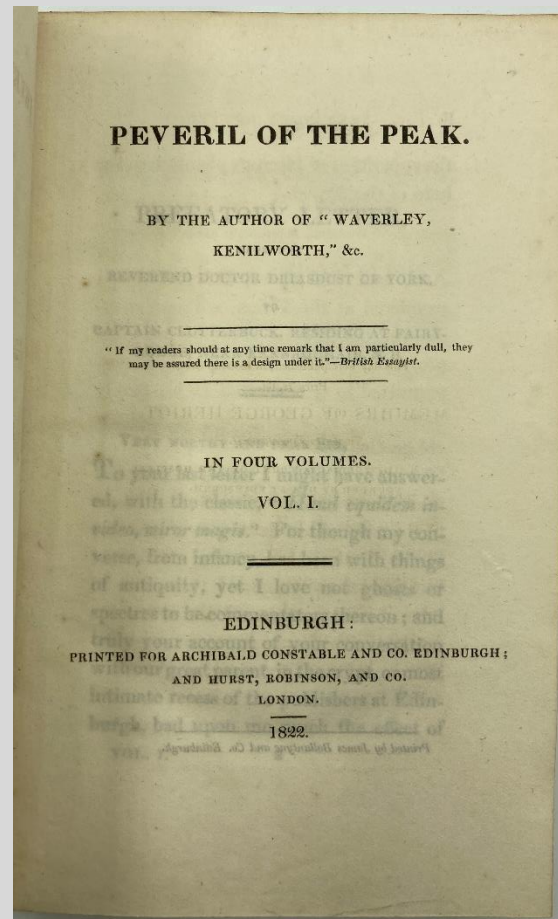 PEVERIL OF THE PEAK.
BY THE AUTHOR OF “ WAVERLEY,
KENILWORTH,” &c.
“ If my readers should at any time remark that I am particularly dull, they
may be assured there is a design under it.”—British Essayist.
IN FOUR VOLUMES.
VOL. I.
EDINBURGH:
PRINTED FOR ARCHIBALD CONSTABLE AND CO. EDINBURGH;
AND HURST, ROBINSON, AND CO.
LONDON.
1822.